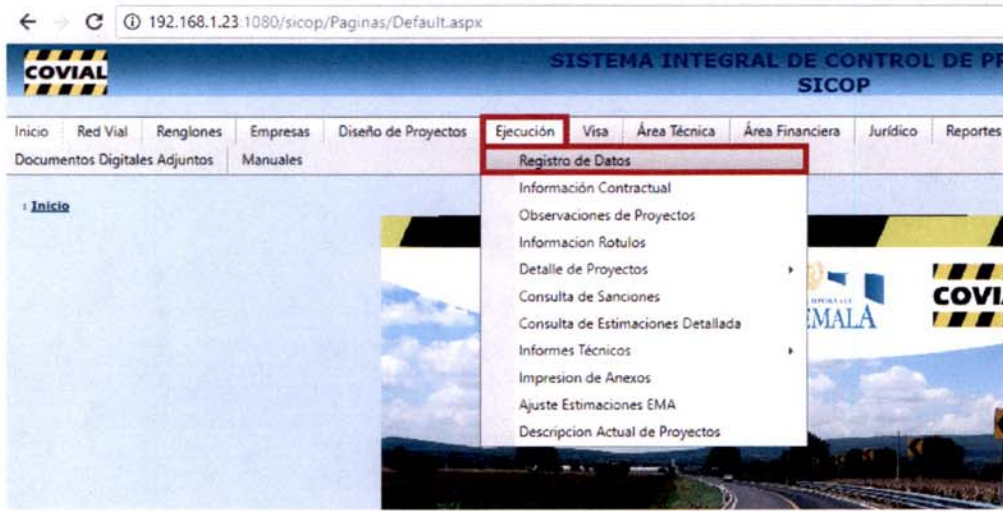 192.168.1.23:1080/sicop/Paginas/Default.aspx
COVIAL
SISTEMA INTEGRAL DE CONTROL DE PR
SICOP
Inicio Red Vial Renglones Empresas Diseño de Proyectos Ejecución Visa Área Técnica Área Financiera Jurídico Reportes
Documentos Digitales Adjuntos Manuales
: Inicio
Registro de Datos
Información Contractual
Observaciones de Proyectos
Informacion Rotulos
Detalle de Proyectos
Consulta de Sanciones
Consulta de Estimaciones Detallada
Informes Técnicos
Impresion de Anexos
Ajuste Estimaciones EMA
Descripcion Actual de Proyectos
EMALA
COVIA